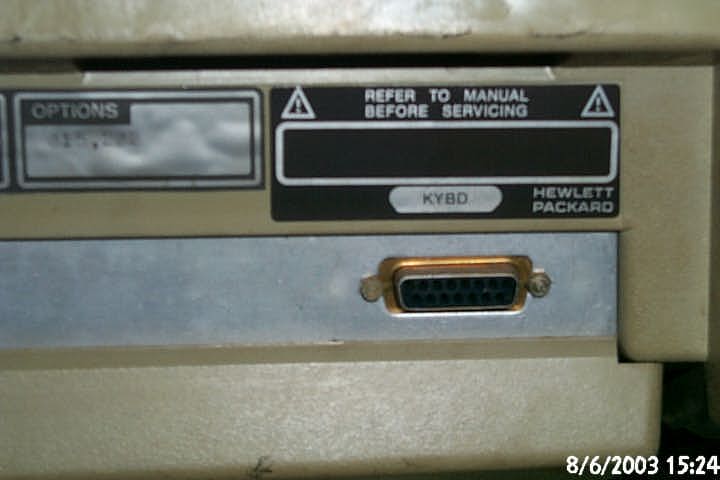 OPTIONS
REFER TO MANUAL
BEFORE SERVICING
KYBD
HEWLETT
PACKARD
8/6/2003 15:24